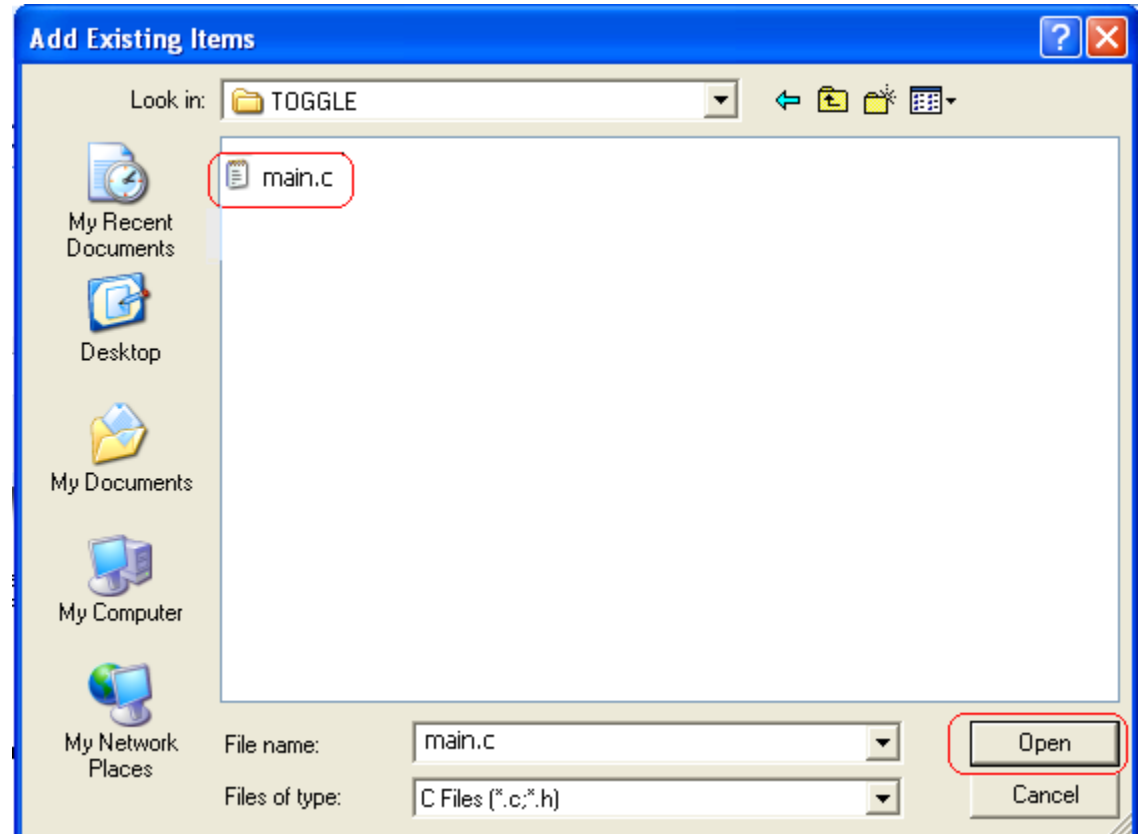 Add Existing Items
Look in: TOGGLE
main.c
My Recent
Documents
Desktop
My Documents
My Computer
My Network
Places
File name: main.c Open
Files of type: C Files (*.c;*.h) Cancel